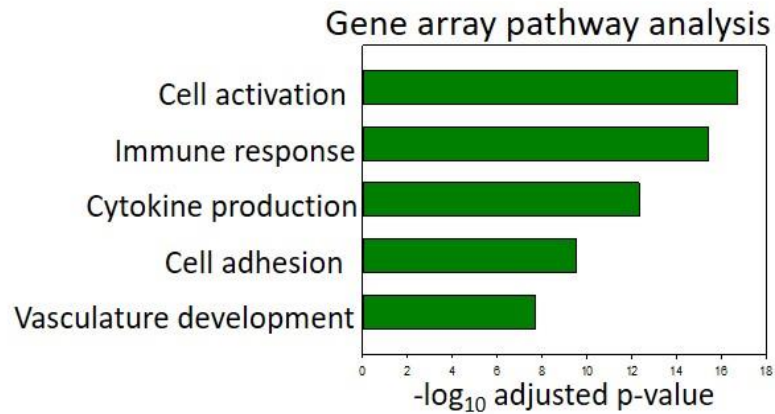 Gene array pathway analysis
Cell activation
Immune response
Cytokine production
Cell adhesion
Vasculature development
0 2 4 6 8 10 12 14 16 18
-log₁₀ adjusted p-value